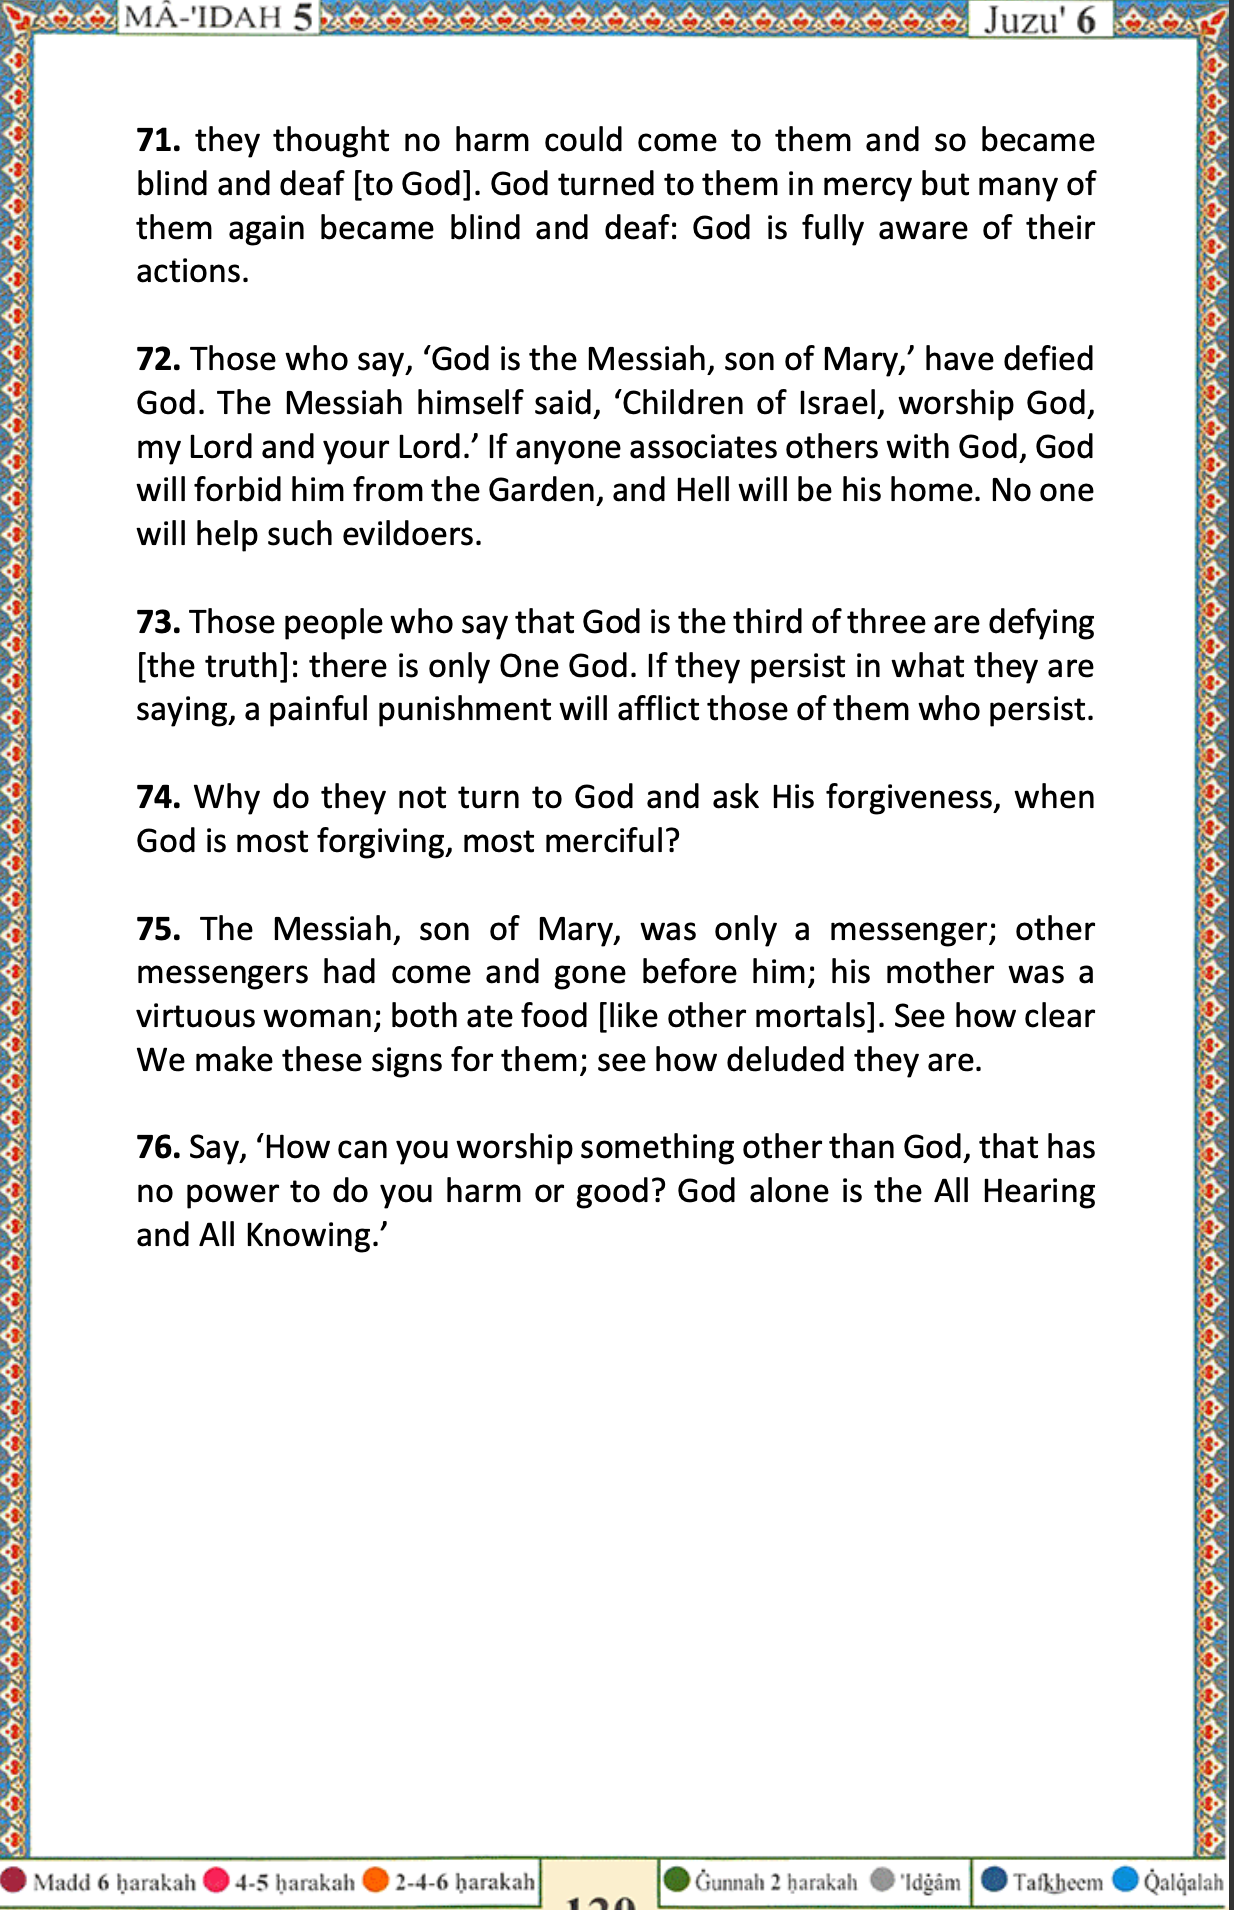 MÂ-'IDAH 5
Juzu' 6
71. they thought no harm could come to them and so became
blind and deaf [to God]. God turned to them in mercy but many of
them again became blind and deaf: God is fully aware of their
actions.
72. Those who say, ‘God is the Messiah, son of Mary,’ have defied
God. The Messiah himself said, ‘Children of Israel, worship God,
my Lord and your Lord.’ If anyone associates others with God, God
will forbid him from the Garden, and Hell will be his home. No one
will help such evildoers.
73. Those people who say that God is the third of three are defying
[the truth]: there is only One God. If they persist in what they are
saying, a painful punishment will afflict those of them who persist.
74. Why do they not turn to God and ask His forgiveness, when
God is most forgiving, most merciful?
75. The Messiah, son of Mary, was only a messenger; other
messengers had come and gone before him; his mother was a
virtuous woman; both ate food [like other mortals]. See how clear
We make these signs for them; see how deluded they are.
76. Say, ‘How can you worship something other than God, that has
no power to do you harm or good? God alone is the All Hearing
and All Knowing.’
Madd 6 ḥarakah 4-5 ḥarakah 2-4-6 ḥarakah
Ġunnah 2 ḥarakah 'Idġâm Tafkheem Q̇alq̇alah